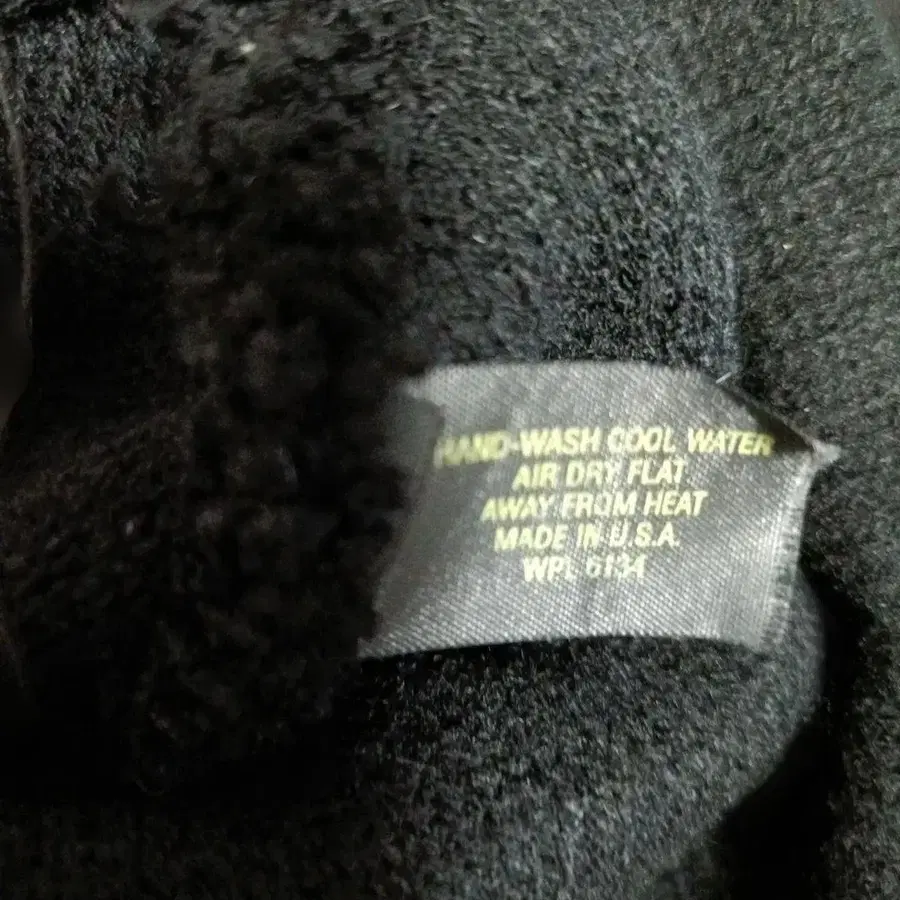 HAND-WASH COOL WATER
AIR DRY FLAT
AWAY FROM HEAT
MADE IN U.S.A.
WPL 6134